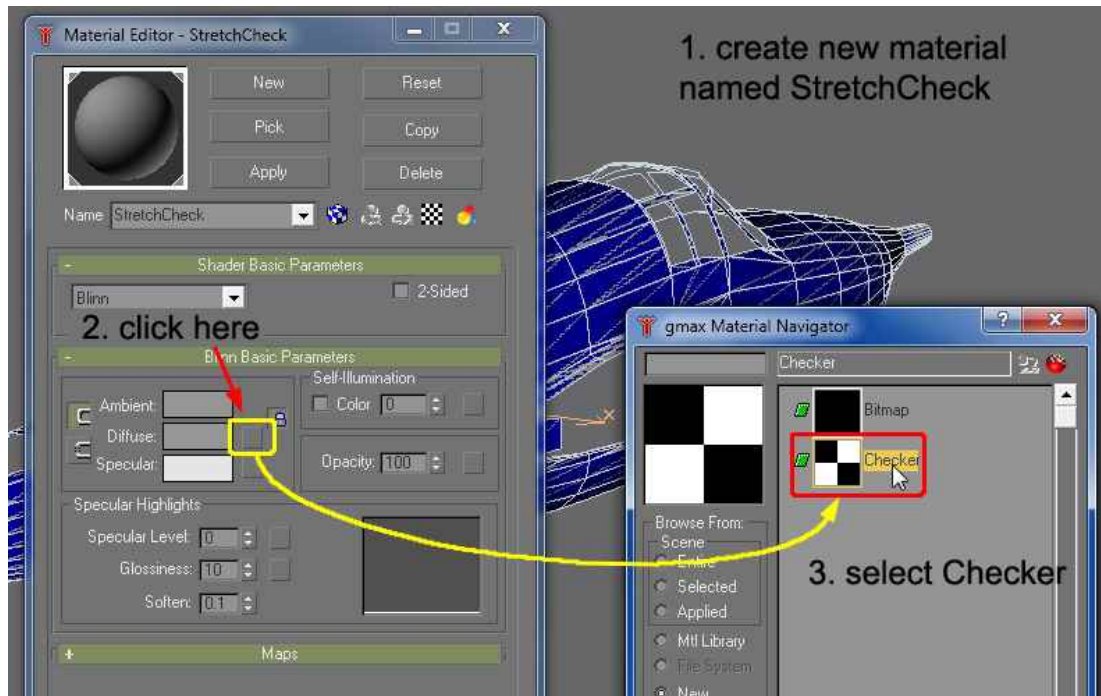 Material Editor - StretchCheck
1. create new material
named StretchCheck
New
Reset
Pick
Copy
Apply
Delete
Name StretchCheck
- Shader Basic Parameters
Blinn
2-Sided
2. click here
- Blinn Basic Parameters
Self-Illumination
Ambient:
Color 0
Diffuse:
Specular:
Opacity: 100
Specular Highlights
Specular Level: 0
Glossiness: 10
Soften: 0.1
+ Maps
gmax Material Navigator
? X
Checker
Bitmap
Checker
Browse From:
Scene
Entire
Selected
Applied
Mtl Library
File System
New
3. select Checker
X